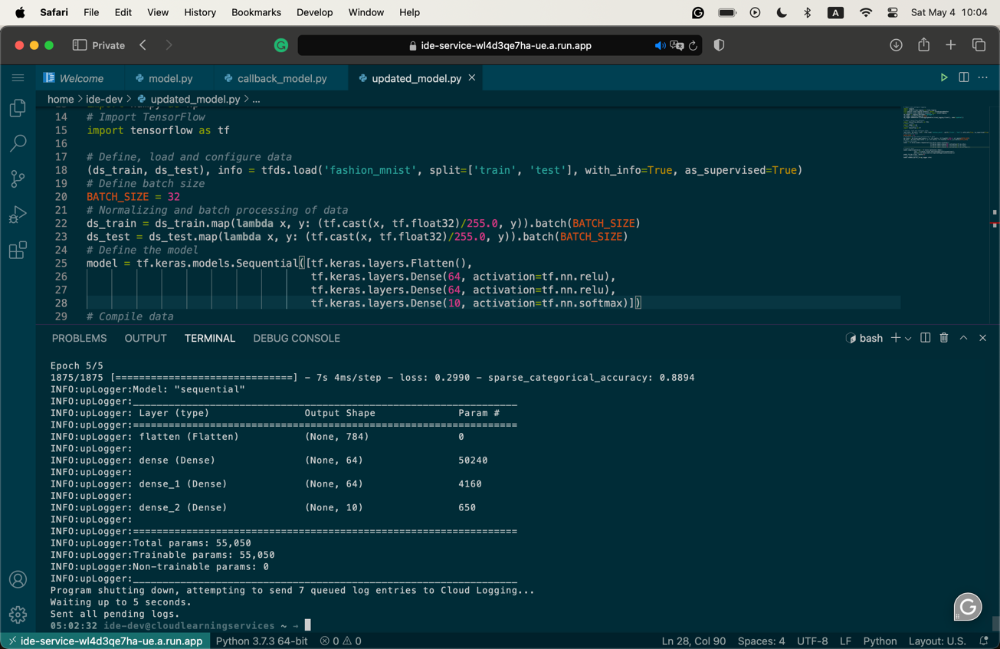 Safari File Edit View History Bookmarks Develop Window Help A Sat May 4 10:04
Private ide-service-wl4d3qe7ha-ue.a.run.app
Welcome model.py callback_model.py updated_model.py
home > ide-dev > updated_model.py > ...
14 # Import TensorFlow
15 import tensorflow as tf
16
17 # Define, load and configure data
18 (ds_train, ds_test), info = tfds.load('fashion_mnist', split=['train', 'test'], with_info=True, as_supervised=True)
19 # Define batch size
20 BATCH_SIZE = 32
21 # Normalizing and batch processing of data
22 ds_train = ds_train.map(lambda x, y: (tf.cast(x, tf.float32)/255.0, y)).batch(BATCH_SIZE)
23 ds_test = ds_test.map(lambda x, y: (tf.cast(x, tf.float32)/255.0, y)).batch(BATCH_SIZE)
24 # Define the model
25 model = tf.keras.models.Sequential([tf.keras.layers.Flatten(),
26 tf.keras.layers.Dense(64, activation=tf.nn.relu),
27 tf.keras.layers.Dense(64, activation=tf.nn.relu),
28 tf.keras.layers.Dense(10, activation=tf.nn.softmax)])
29 # Compile data
PROBLEMS OUTPUT TERMINAL DEBUG CONSOLE bash
Epoch 5/5
1875/1875 [==============================] - 7s 4ms/step - loss: 0.2990 - sparse_categorical_accuracy: 0.8894
INFO:upLogger:Model: "sequential"
INFO:upLogger:_________________________________________________________________
INFO:upLogger: Layer (type) Output Shape Param #
INFO:upLogger:=================================================================
INFO:upLogger: flatten (Flatten) (None, 784) 0
INFO:upLogger:
INFO:upLogger: dense (Dense) (None, 64) 50240
INFO:upLogger:
INFO:upLogger: dense_1 (Dense) (None, 64) 4160
INFO:upLogger:
INFO:upLogger: dense_2 (Dense) (None, 10) 650
INFO:upLogger:
INFO:upLogger:=================================================================
INFO:upLogger:Total params: 55,050
INFO:upLogger:Trainable params: 55,050
INFO:upLogger:Non-trainable params: 0
INFO:upLogger:_________________________________________________________________
Program shutting down, attempting to send 7 queued log entries to Cloud Logging...
Waiting up to 5 seconds.
Sent all pending logs.
05:02:32 ide-dev@cloudlearningservices ~ →
ide-service-wl4d3qe7ha-ue.a.run.app Python 3.7.3 64-bit 0 0 Ln 28, Col 90 Spaces: 4 UTF-8 LF Python Layout: U.S.